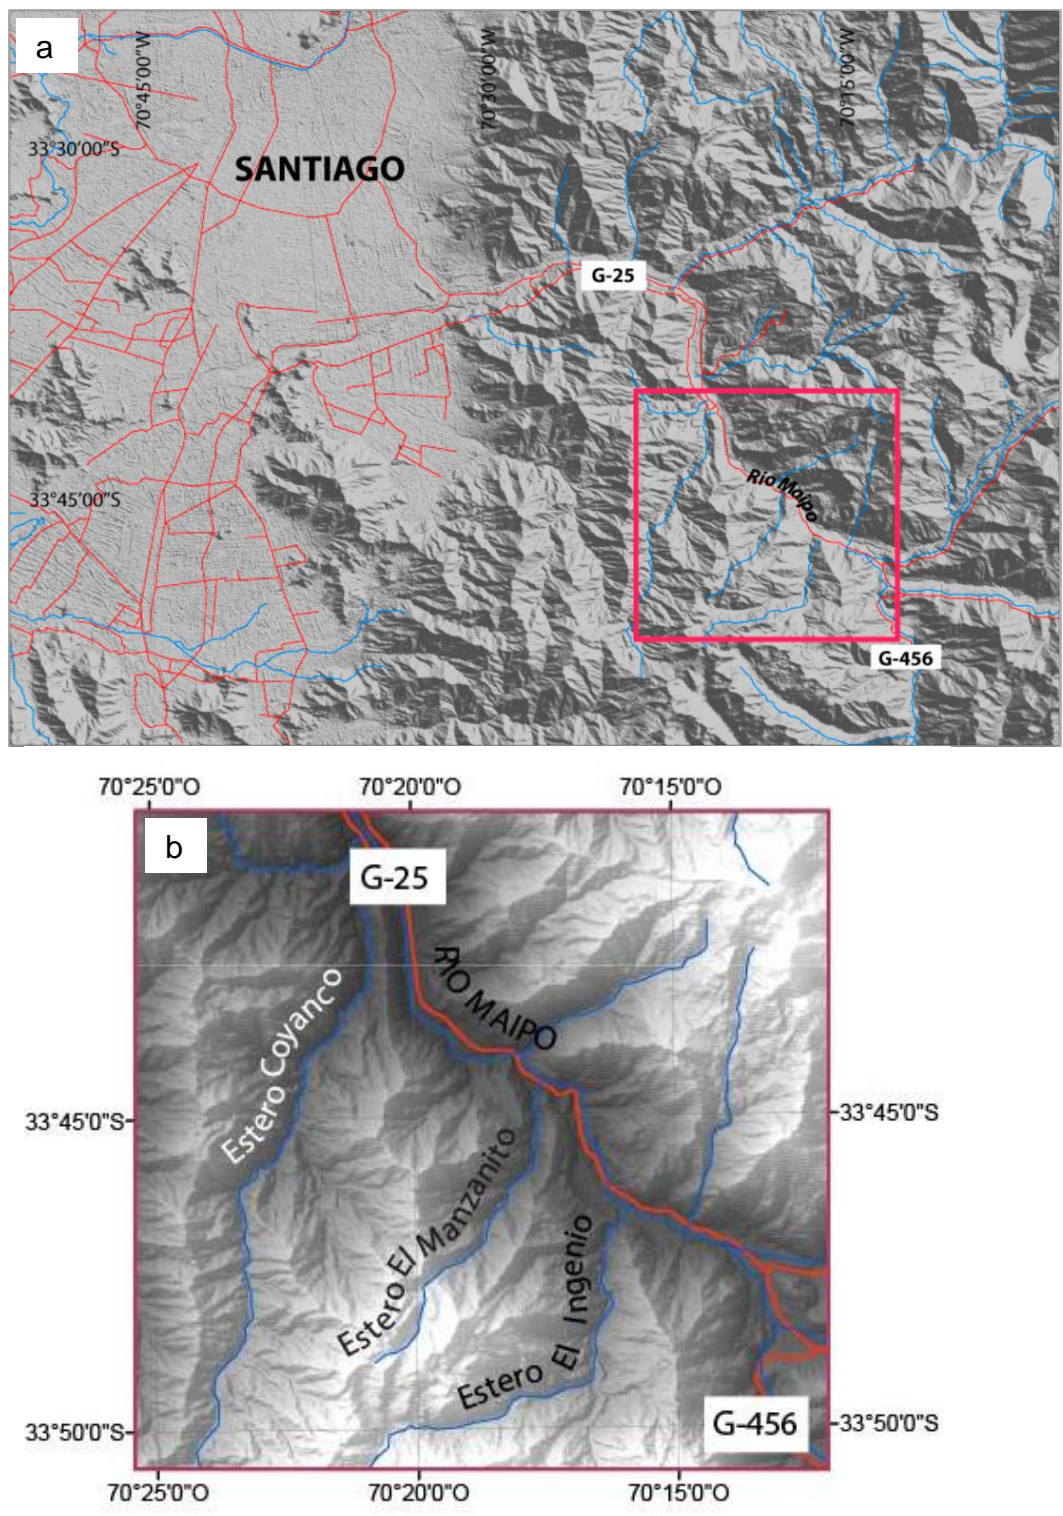 a
70°45'00"W
70°30'00"W
70°15'00"W
33°30'00"S
SANTIAGO
G-25
33°45'00"S
Río Maipo
G-456
70°25'0"O 70°20'0"O 70°15'0"O
b
G-25
RÍO MAIPO
Estero Coyanco
33°45'0"S 33°45'0"S
Estero El Manzanito
Estero El Ingenio
G-456
33°50'0"S 33°50'0"S
70°25'0"O 70°20'0"O 70°15'0"O